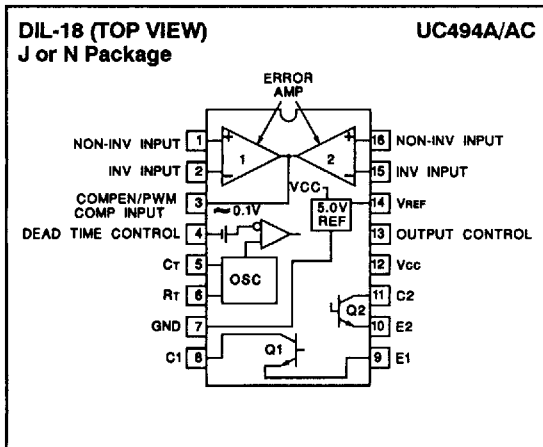 DIL-18 (TOP VIEW) UC494A/AC
J or N Package
ERROR
AMP
NON-INV INPUT 1 + 1 + 2 16 NON-INV INPUT
INV INPUT 2 − − 15 INV INPUT
COMPEN/PWM
COMP INPUT 3 VCC 14 VREF
≈ 0.1V 5.0V
REF
DEAD TIME CONTROL 4 13 OUTPUT CONTROL
CT 5 OSC 12 VCC
RT 6 Q2 11 C2
GND 7 10 E2
C1 8 Q1 9 E1